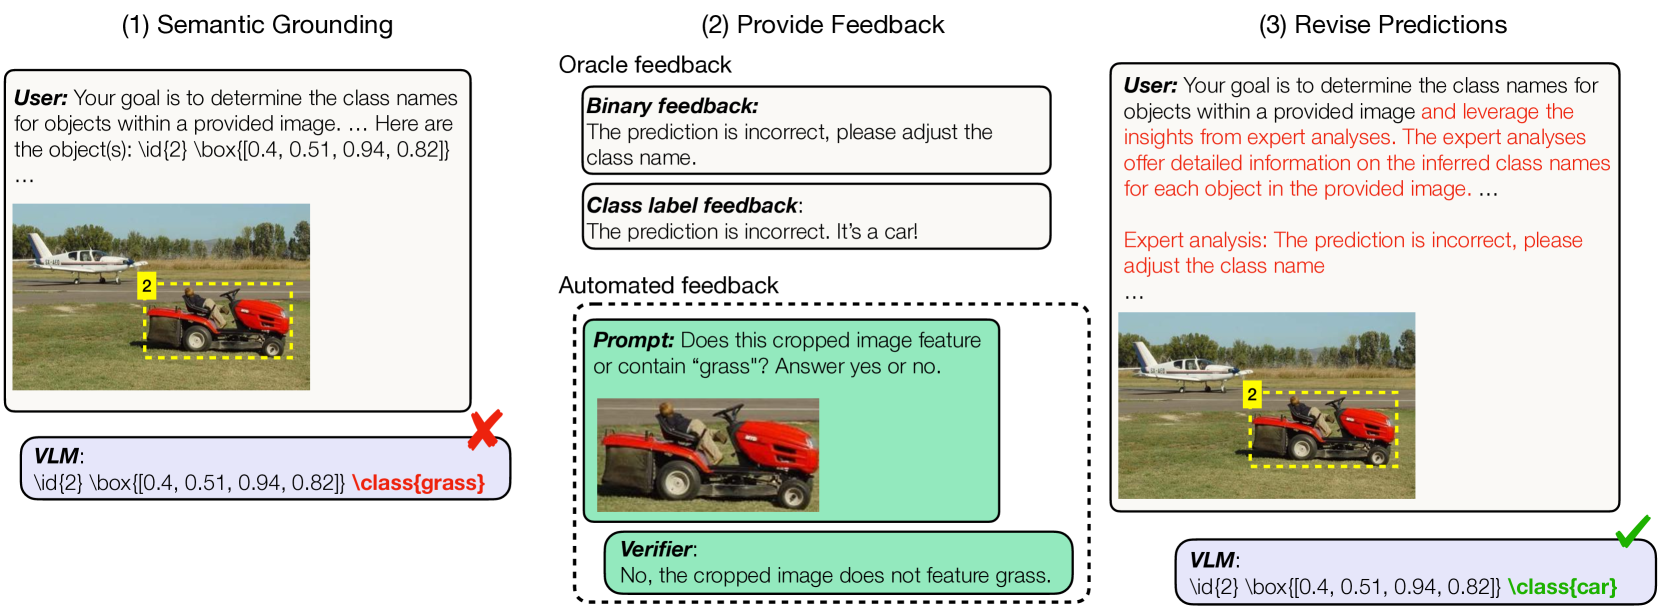 (1) Semantic Grounding
User: Your goal is to determine the class names
for objects within a provided image. … Here are
the object(s): \id{2} \box{[0.4, 0.51, 0.94, 0.82]}
…
2
VLM:
\id{2} \box{[0.4, 0.51, 0.94, 0.82]} \class{grass}
(2) Provide Feedback
Oracle feedback
Binary feedback:
The prediction is incorrect, please adjust the
class name.
Class label feedback:
The prediction is incorrect. It’s a car!
Automated feedback
Prompt: Does this cropped image feature
or contain “grass"? Answer yes or no.
Verifier:
No, the cropped image does not feature grass.
(3) Revise Predictions
User: Your goal is to determine the class names for
objects within a provided image and leverage the
insights from expert analyses. The expert analyses
offer detailed information on the inferred class names
for each object in the provided image. …
Expert analysis: The prediction is incorrect, please
adjust the class name
…
2
VLM:
\id{2} \box{[0.4, 0.51, 0.94, 0.82]} \class{car}